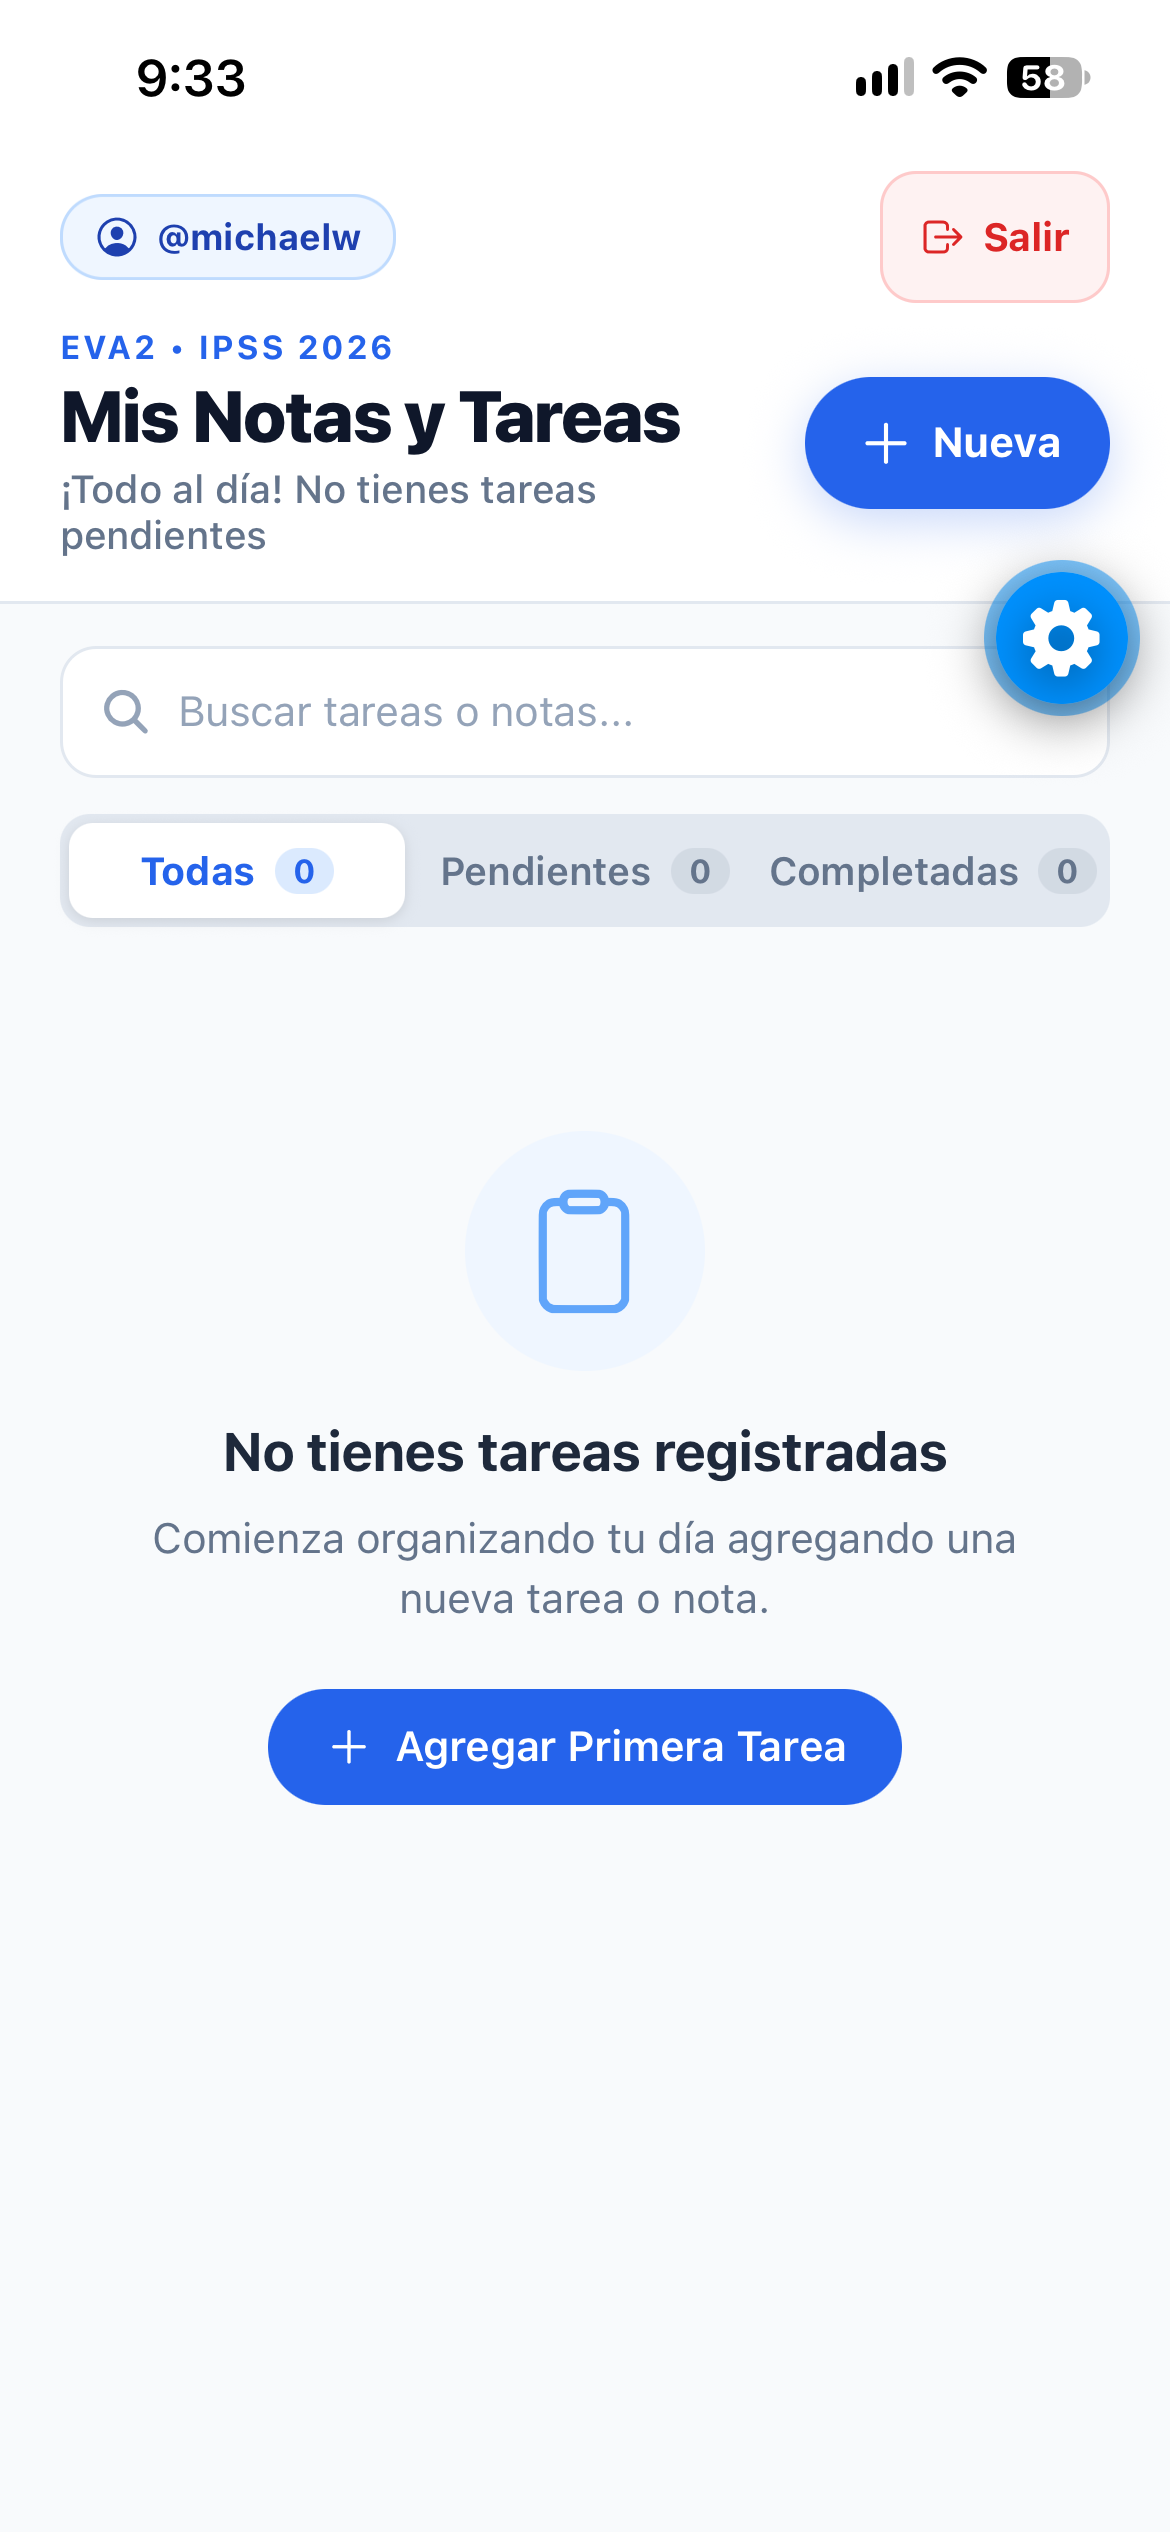 9:33
58
@michaelw
Salir
EVA2 • IPSS 2026
Mis Notas y Tareas
¡Todo al día! No tienes tareas
pendientes
Nueva
Buscar tareas o notas...
Todas 0 Pendientes 0 Completadas 0
No tienes tareas registradas
Comienza organizando tu día agregando una
nueva tarea o nota.
Agregar Primera Tarea